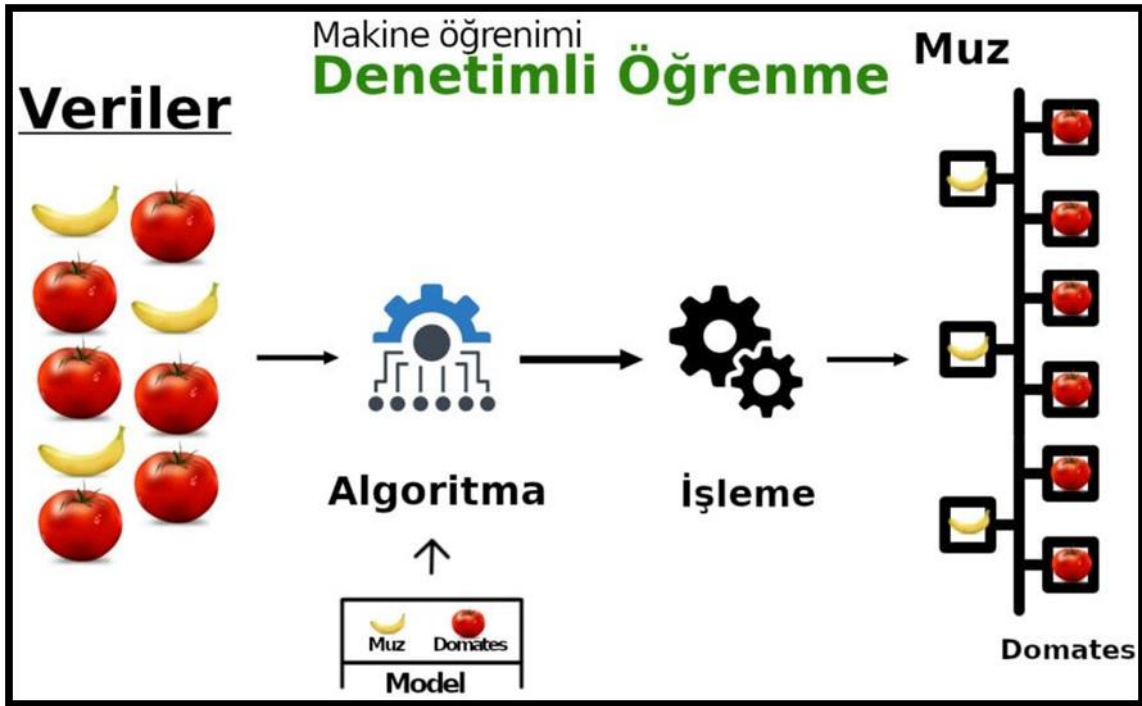 Makine öğrenimi
Denetimli Öğrenme
Veriler
Muz
Algoritma
İşleme
Muz
Domates
Model
Domates